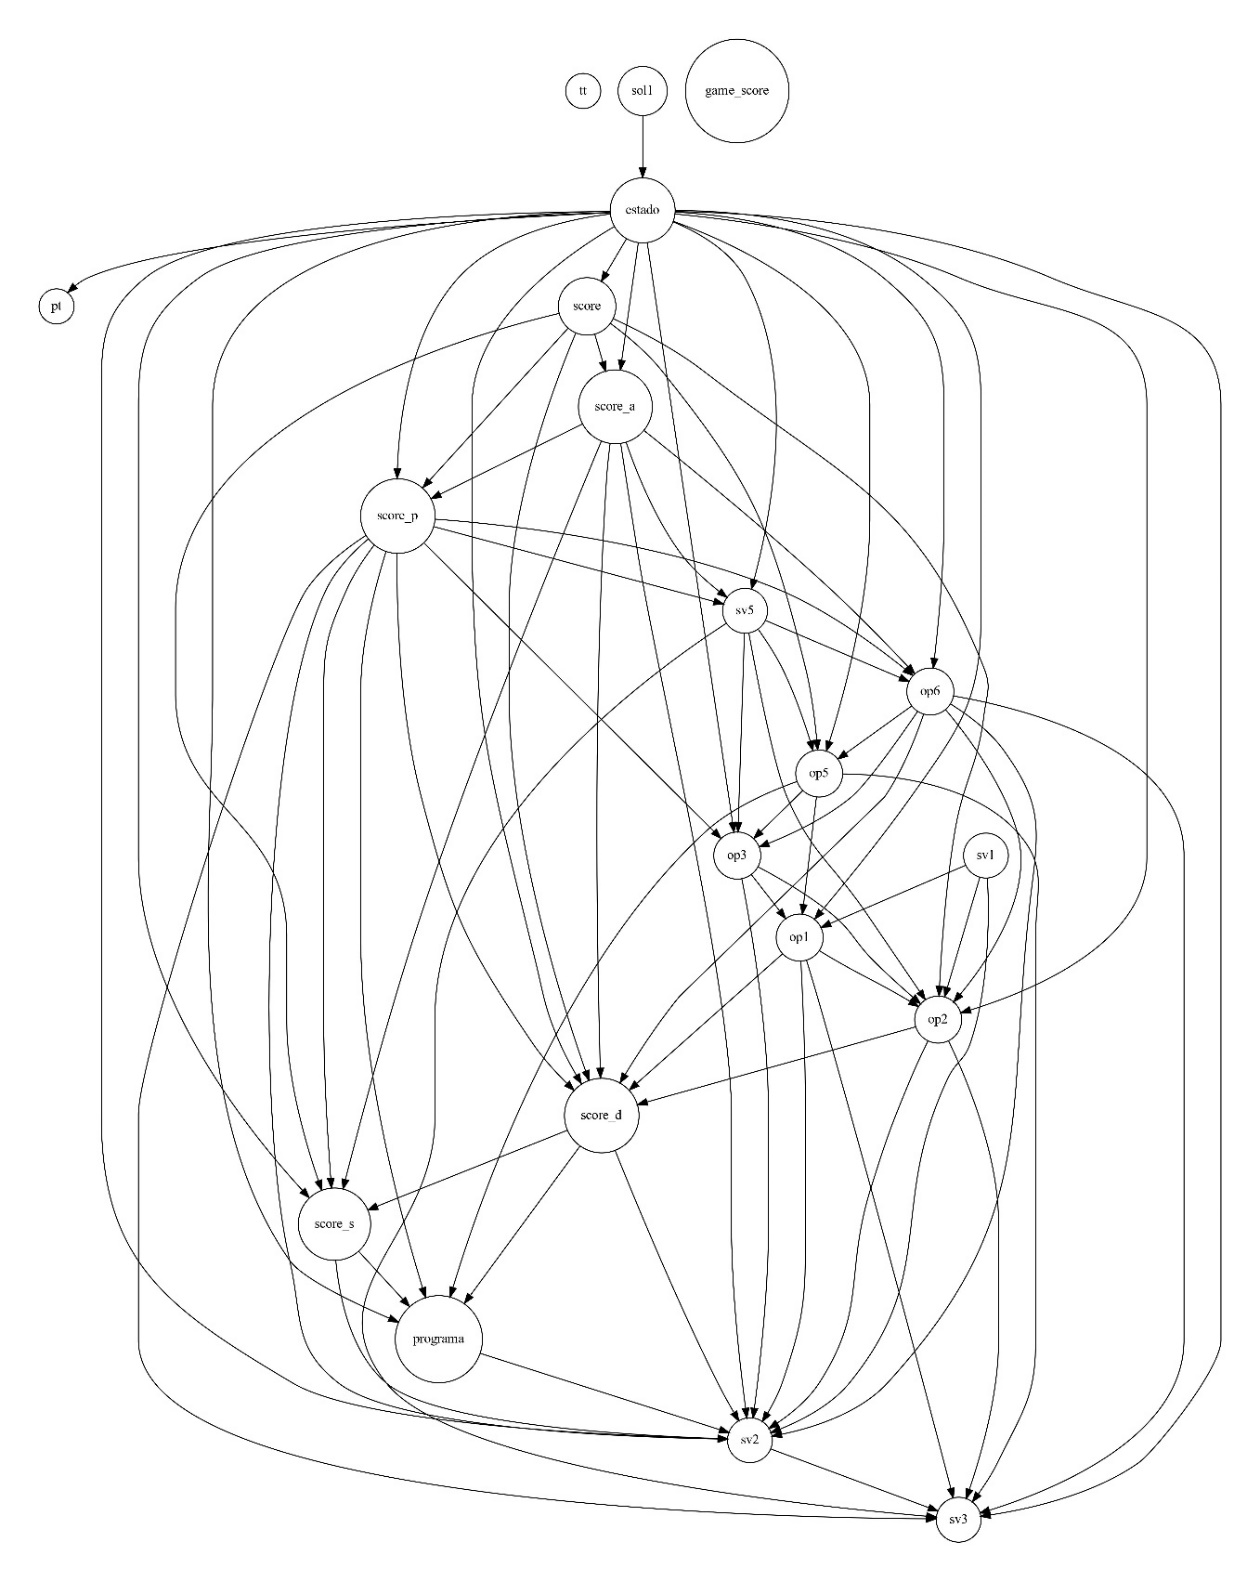 tt
sol1
game_score
estado
pt
score
score_a
score_p
sv5
op6
op5
op3
sv1
op1
op2
score_d
score_s
programa
sv2
sv3